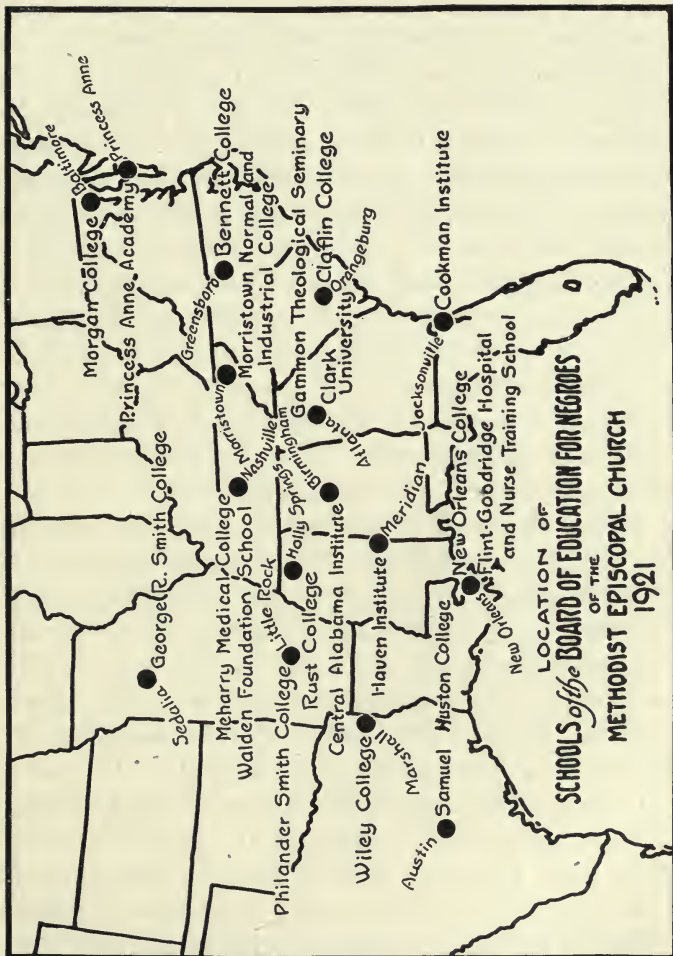 Baltimore
Morgan College
Princess Anne
Princess Anne Academy
George R. Smith College
Sedalia
Greensboro
Bennett College
Morristown
Morristown Normal and
Industrial College
Meharry Medical College
Walden Foundation School
Nashville
Gammon Theological Seminary
Clark
University
Atlanta
Claflin College
Orangeburg
Philander Smith College
Little Rock
Rust College
Holly Springs
Central Alabama Institute
Birmingham
Wiley College
Marshall
Haven Institute
Meridian
Jacksonville
Cookman Institute
Austin
Samuel Huston College
New Orleans
New Orleans College
Flint-Goodridge Hospital
and Nurse Training School
LOCATION OF
SCHOOLS of the BOARD OF EDUCATION FOR NEGROES
OF THE
METHODIST EPISCOPAL CHURCH
1921